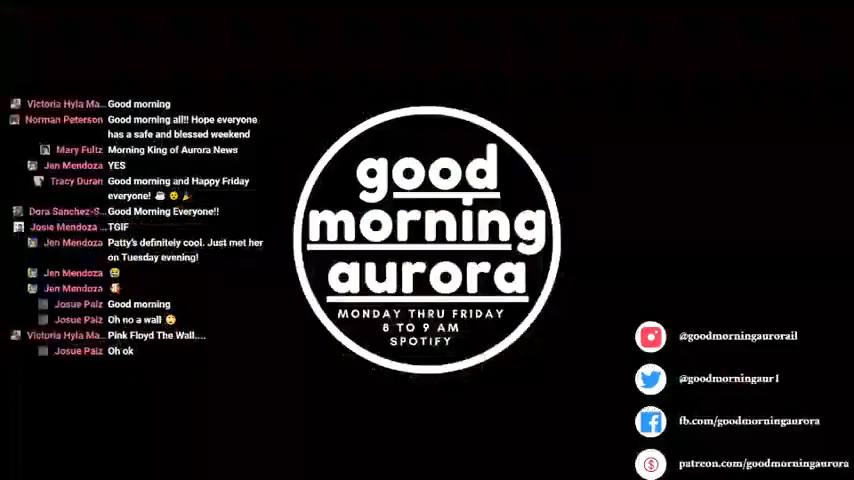 Victoria Hyla Ma... Good morning
Norman Peterson Good morning all!! Hope everyone
has a safe and blessed weekend
Mary Fultz Morning King of Aurora News
Jen Mendoza YES
Tracy Duran Good morning and Happy Friday
everyone! ☕ 😮 🎉
Dora Sanchez-S... Good Morning Everyone!!
Josie Mendoza ... TGIF
Jen Mendoza Patty's definitely cool. Just met her
on Tuesday evening!
Jen Mendoza
Jen Mendoza
Josue Paiz Good morning
Josue Paiz Oh no a wall 🙄
Victoria Hyla Ma... Pink Floyd The Wall....
Josue Paiz Oh ok
good
morning
aurora
MONDAY THRU FRIDAY
8 TO 9 AM
SPOTIFY
@goodmorningaurorail
@goodmorningaur1
fb.com/goodmorningaurora
patreon.com/goodmorningaurora